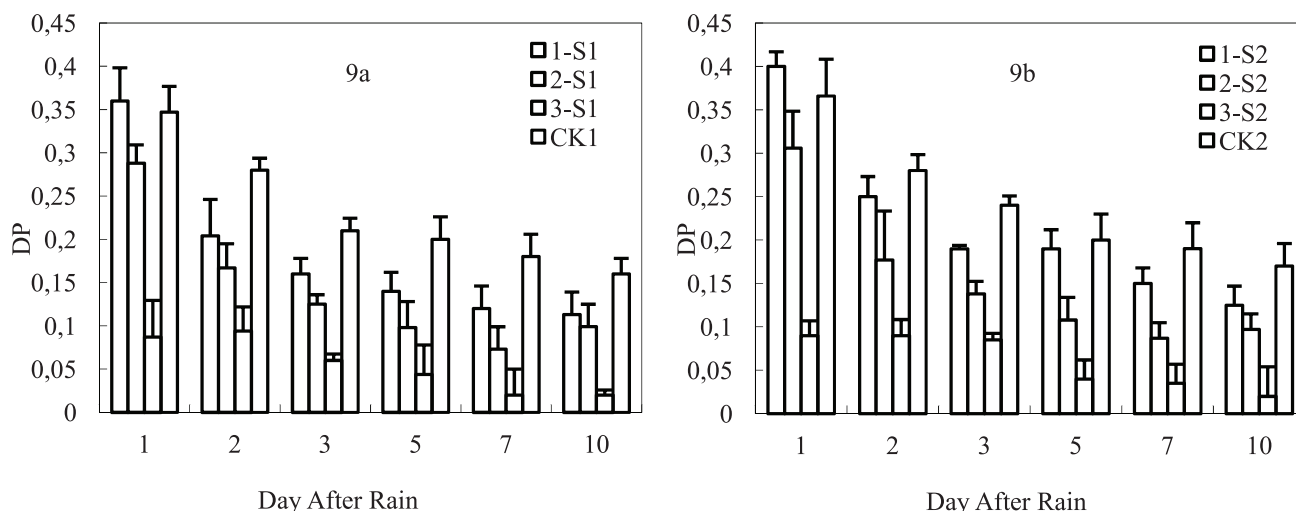 0,45
0,4
0,35
0,3
0,25
0,2
0,15
0,1
0,05
0
DP
9a
1-S1
2-S1
3-S1
CK1
1 2 3 5 7 10
Day After Rain
0,45
0,4
0,35
0,3
0,25
0,2
0,15
0,1
0,05
0
DP
9b
1-S2
2-S2
3-S2
CK2
1 2 3 5 7 10
Day After Rain